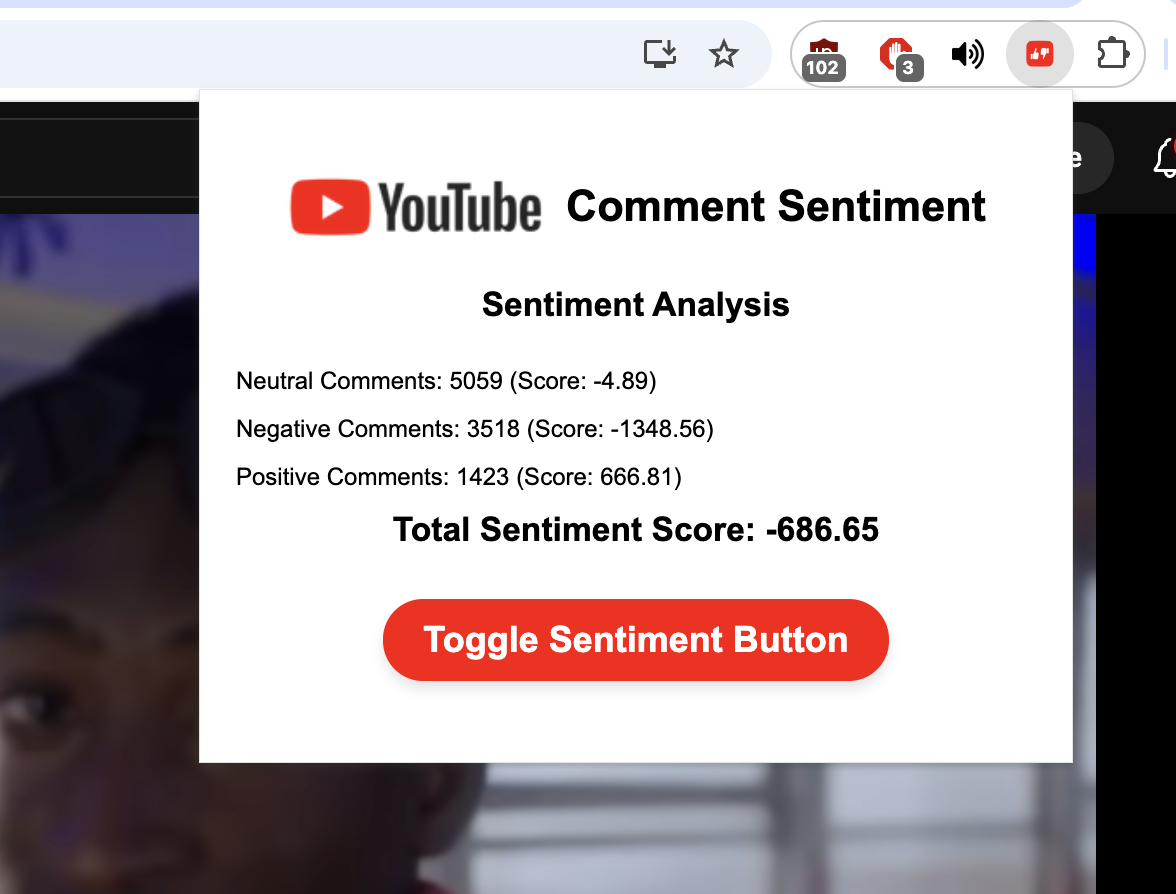 102
3
e
YouTube Comment Sentiment
Sentiment Analysis
Neutral Comments: 5059 (Score: -4.89)
Negative Comments: 3518 (Score: -1348.56)
Positive Comments: 1423 (Score: 666.81)
Total Sentiment Score: -686.65
Toggle Sentiment Button